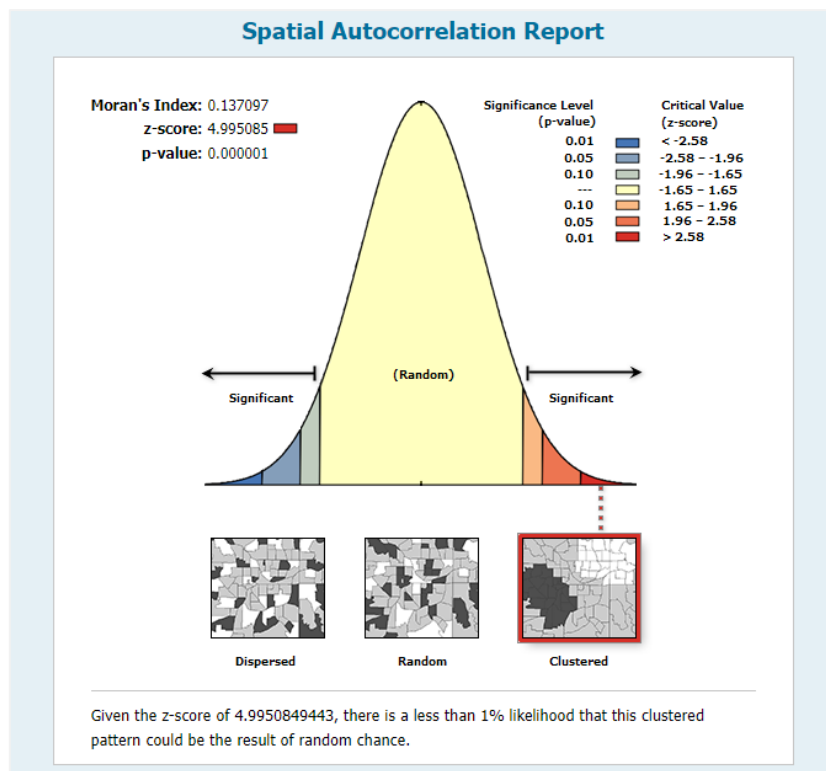 Spatial Autocorrelation Report
Moran's Index: 0.137097
z-score: 4.995085
p-value: 0.000001
Significance Level
(p-value)
Critical Value
(z-score)
0.01 < -2.58
0.05 -2.58 – -1.96
0.10 -1.96 – -1.65
--- -1.65 – 1.65
0.10 1.65 – 1.96
0.05 1.96 – 2.58
0.01 > 2.58
(Random)
Significant
Significant
Dispersed
Random
Clustered
Given the z-score of 4.9950849443, there is a less than 1% likelihood that this clustered
pattern could be the result of random chance.